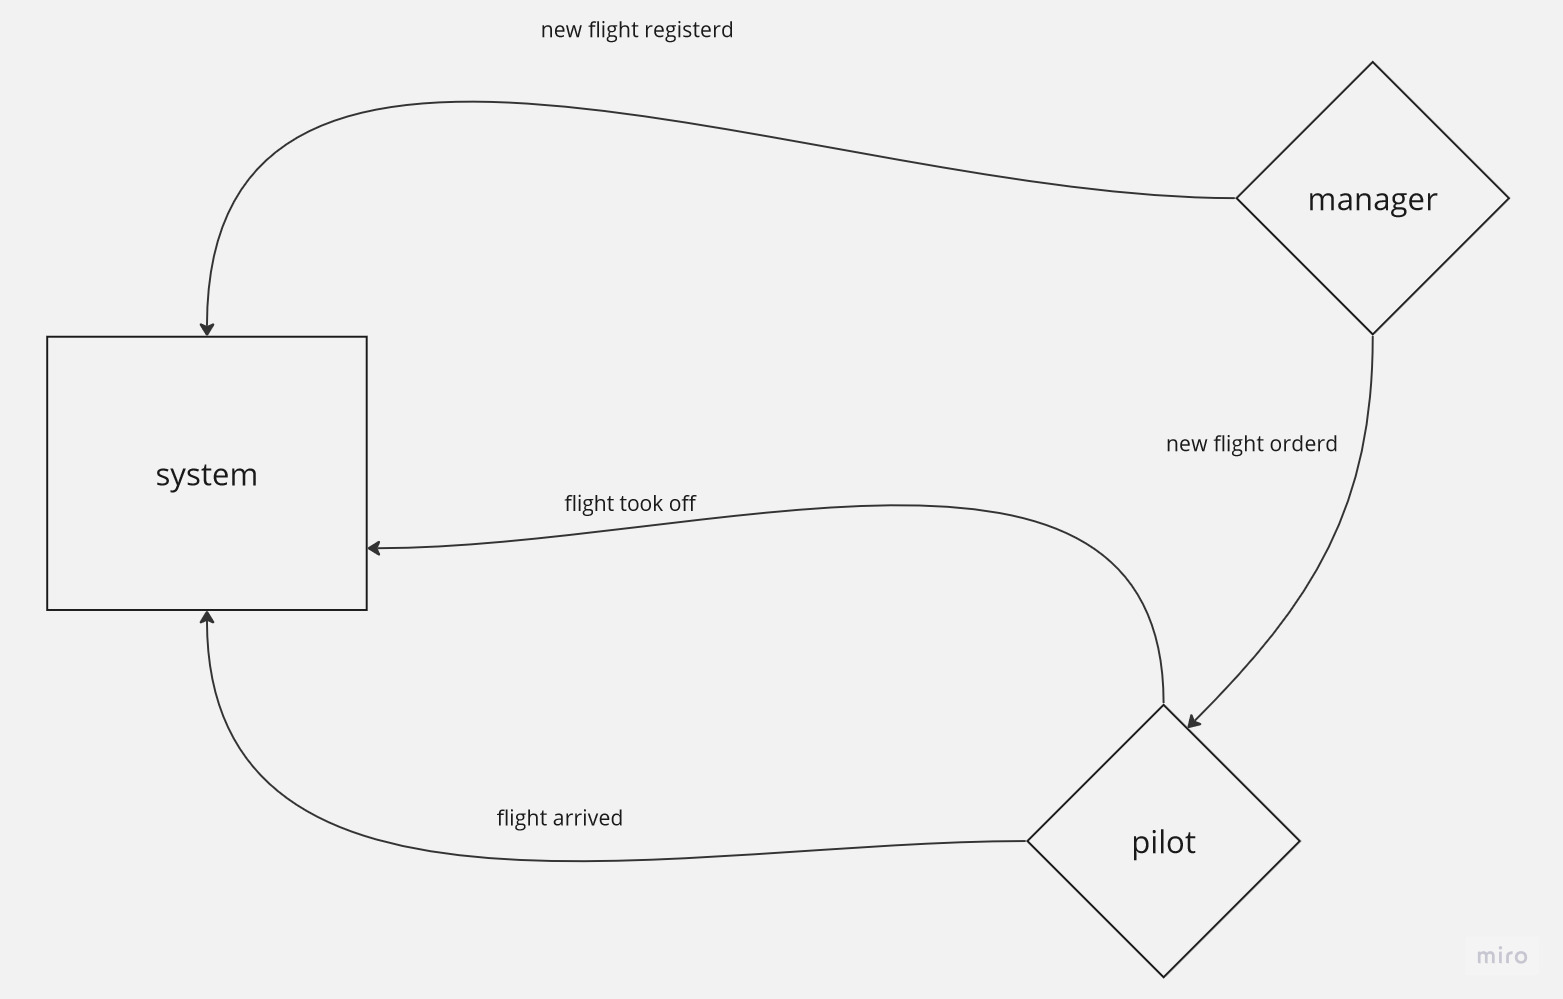 new flight registerd
manager
new flight orderd
system
flight took off
flight arrived
pilot
miro